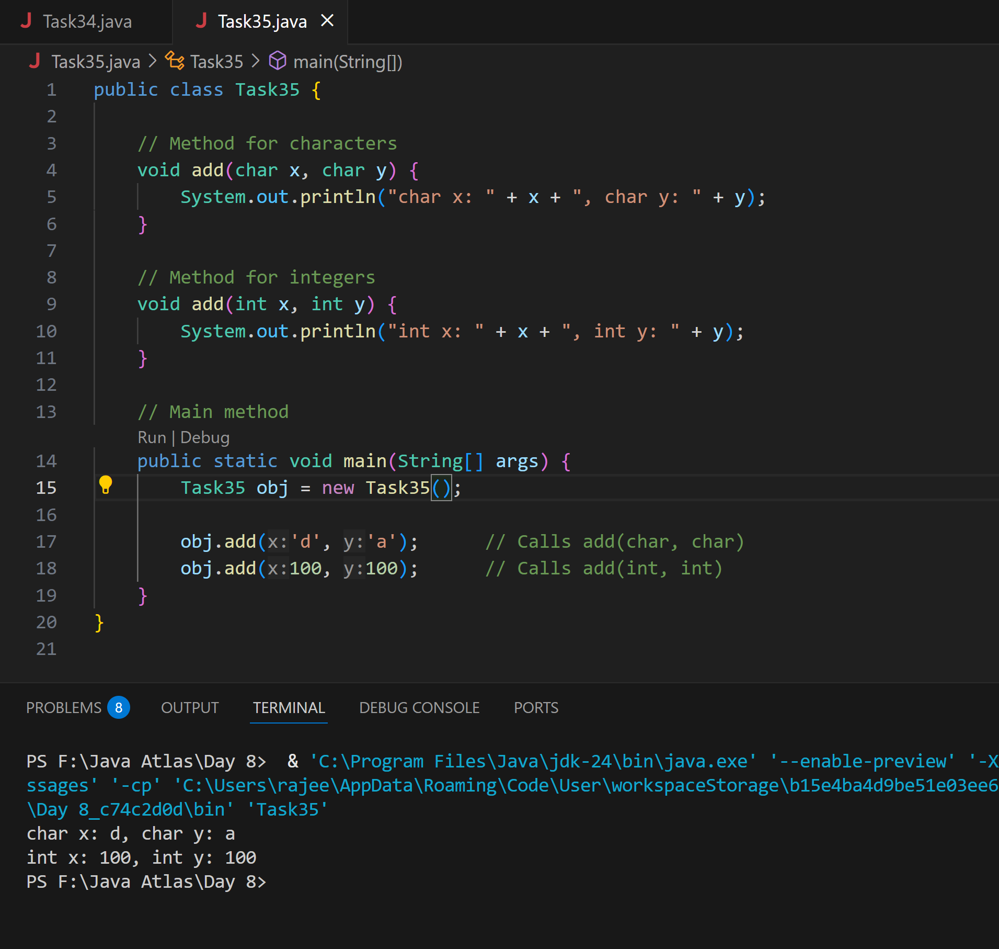 Task34.java
Task35.java
Task35.java > Task35 > main(String[])
1 public class Task35 {
2
3 // Method for characters
4 void add(char x, char y) {
5 System.out.println("char x: " + x + ", char y: " + y);
6 }
7
8 // Method for integers
9 void add(int x, int y) {
10 System.out.println("int x: " + x + ", int y: " + y);
11 }
12
13 // Main method
Run | Debug
14 public static void main(String[] args) {
15 Task35 obj = new Task35();
16
17 obj.add(x:'d', y:'a'); // Calls add(char, char)
18 obj.add(x:100, y:100); // Calls add(int, int)
19 }
20 }
21
PROBLEMS 8 OUTPUT TERMINAL DEBUG CONSOLE PORTS
PS F:\Java Atlas\Day 8> & 'C:\Program Files\Java\jdk-24\bin\java.exe' '--enable-preview' '-X
ssages' '-cp' 'C:\Users\rajee\AppData\Roaming\Code\User\workspaceStorage\b15e4ba4d9be51e03ee6
\Day 8_c74c2d0d\bin' 'Task35'
char x: d, char y: a
int x: 100, int y: 100
PS F:\Java Atlas\Day 8>